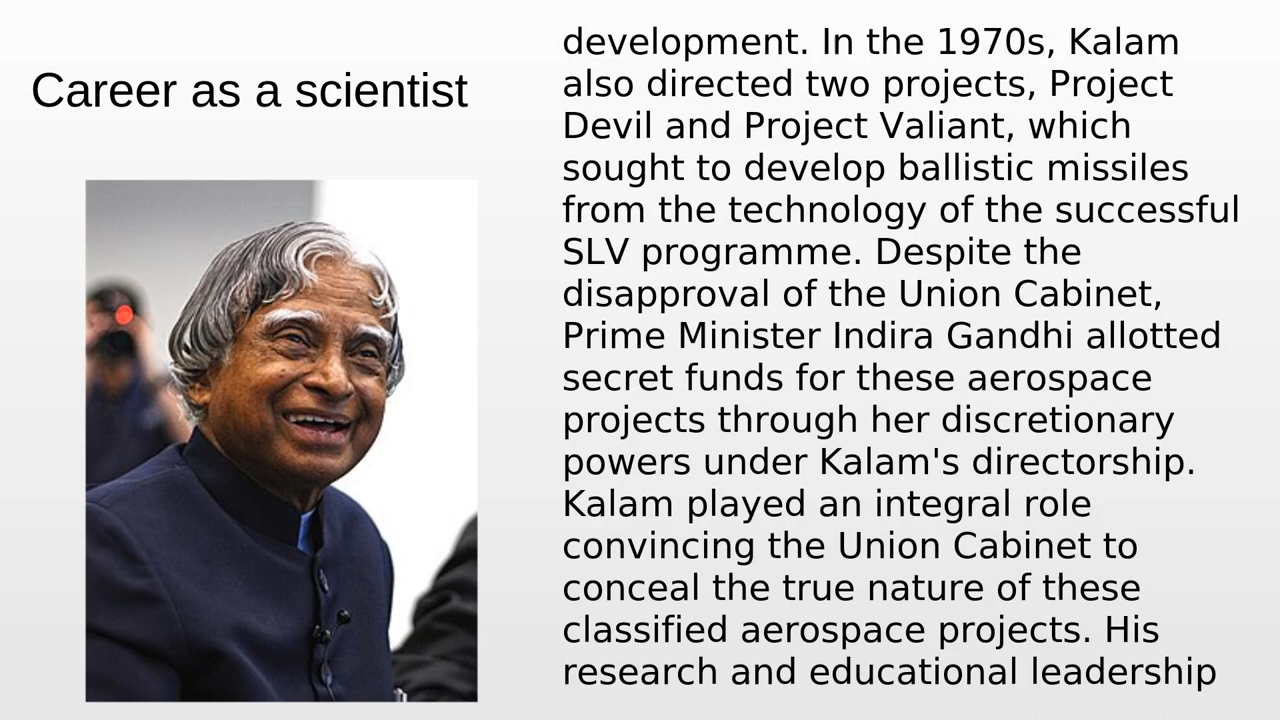 Career as a scientist
development. In the 1970s, Kalam
also directed two projects, Project
Devil and Project Valiant, which
sought to develop ballistic missiles
from the technology of the successful
SLV programme. Despite the
disapproval of the Union Cabinet,
Prime Minister Indira Gandhi allotted
secret funds for these aerospace
projects through her discretionary
powers under Kalam's directorship.
Kalam played an integral role
convincing the Union Cabinet to
conceal the true nature of these
classified aerospace projects. His
research and educational leadership